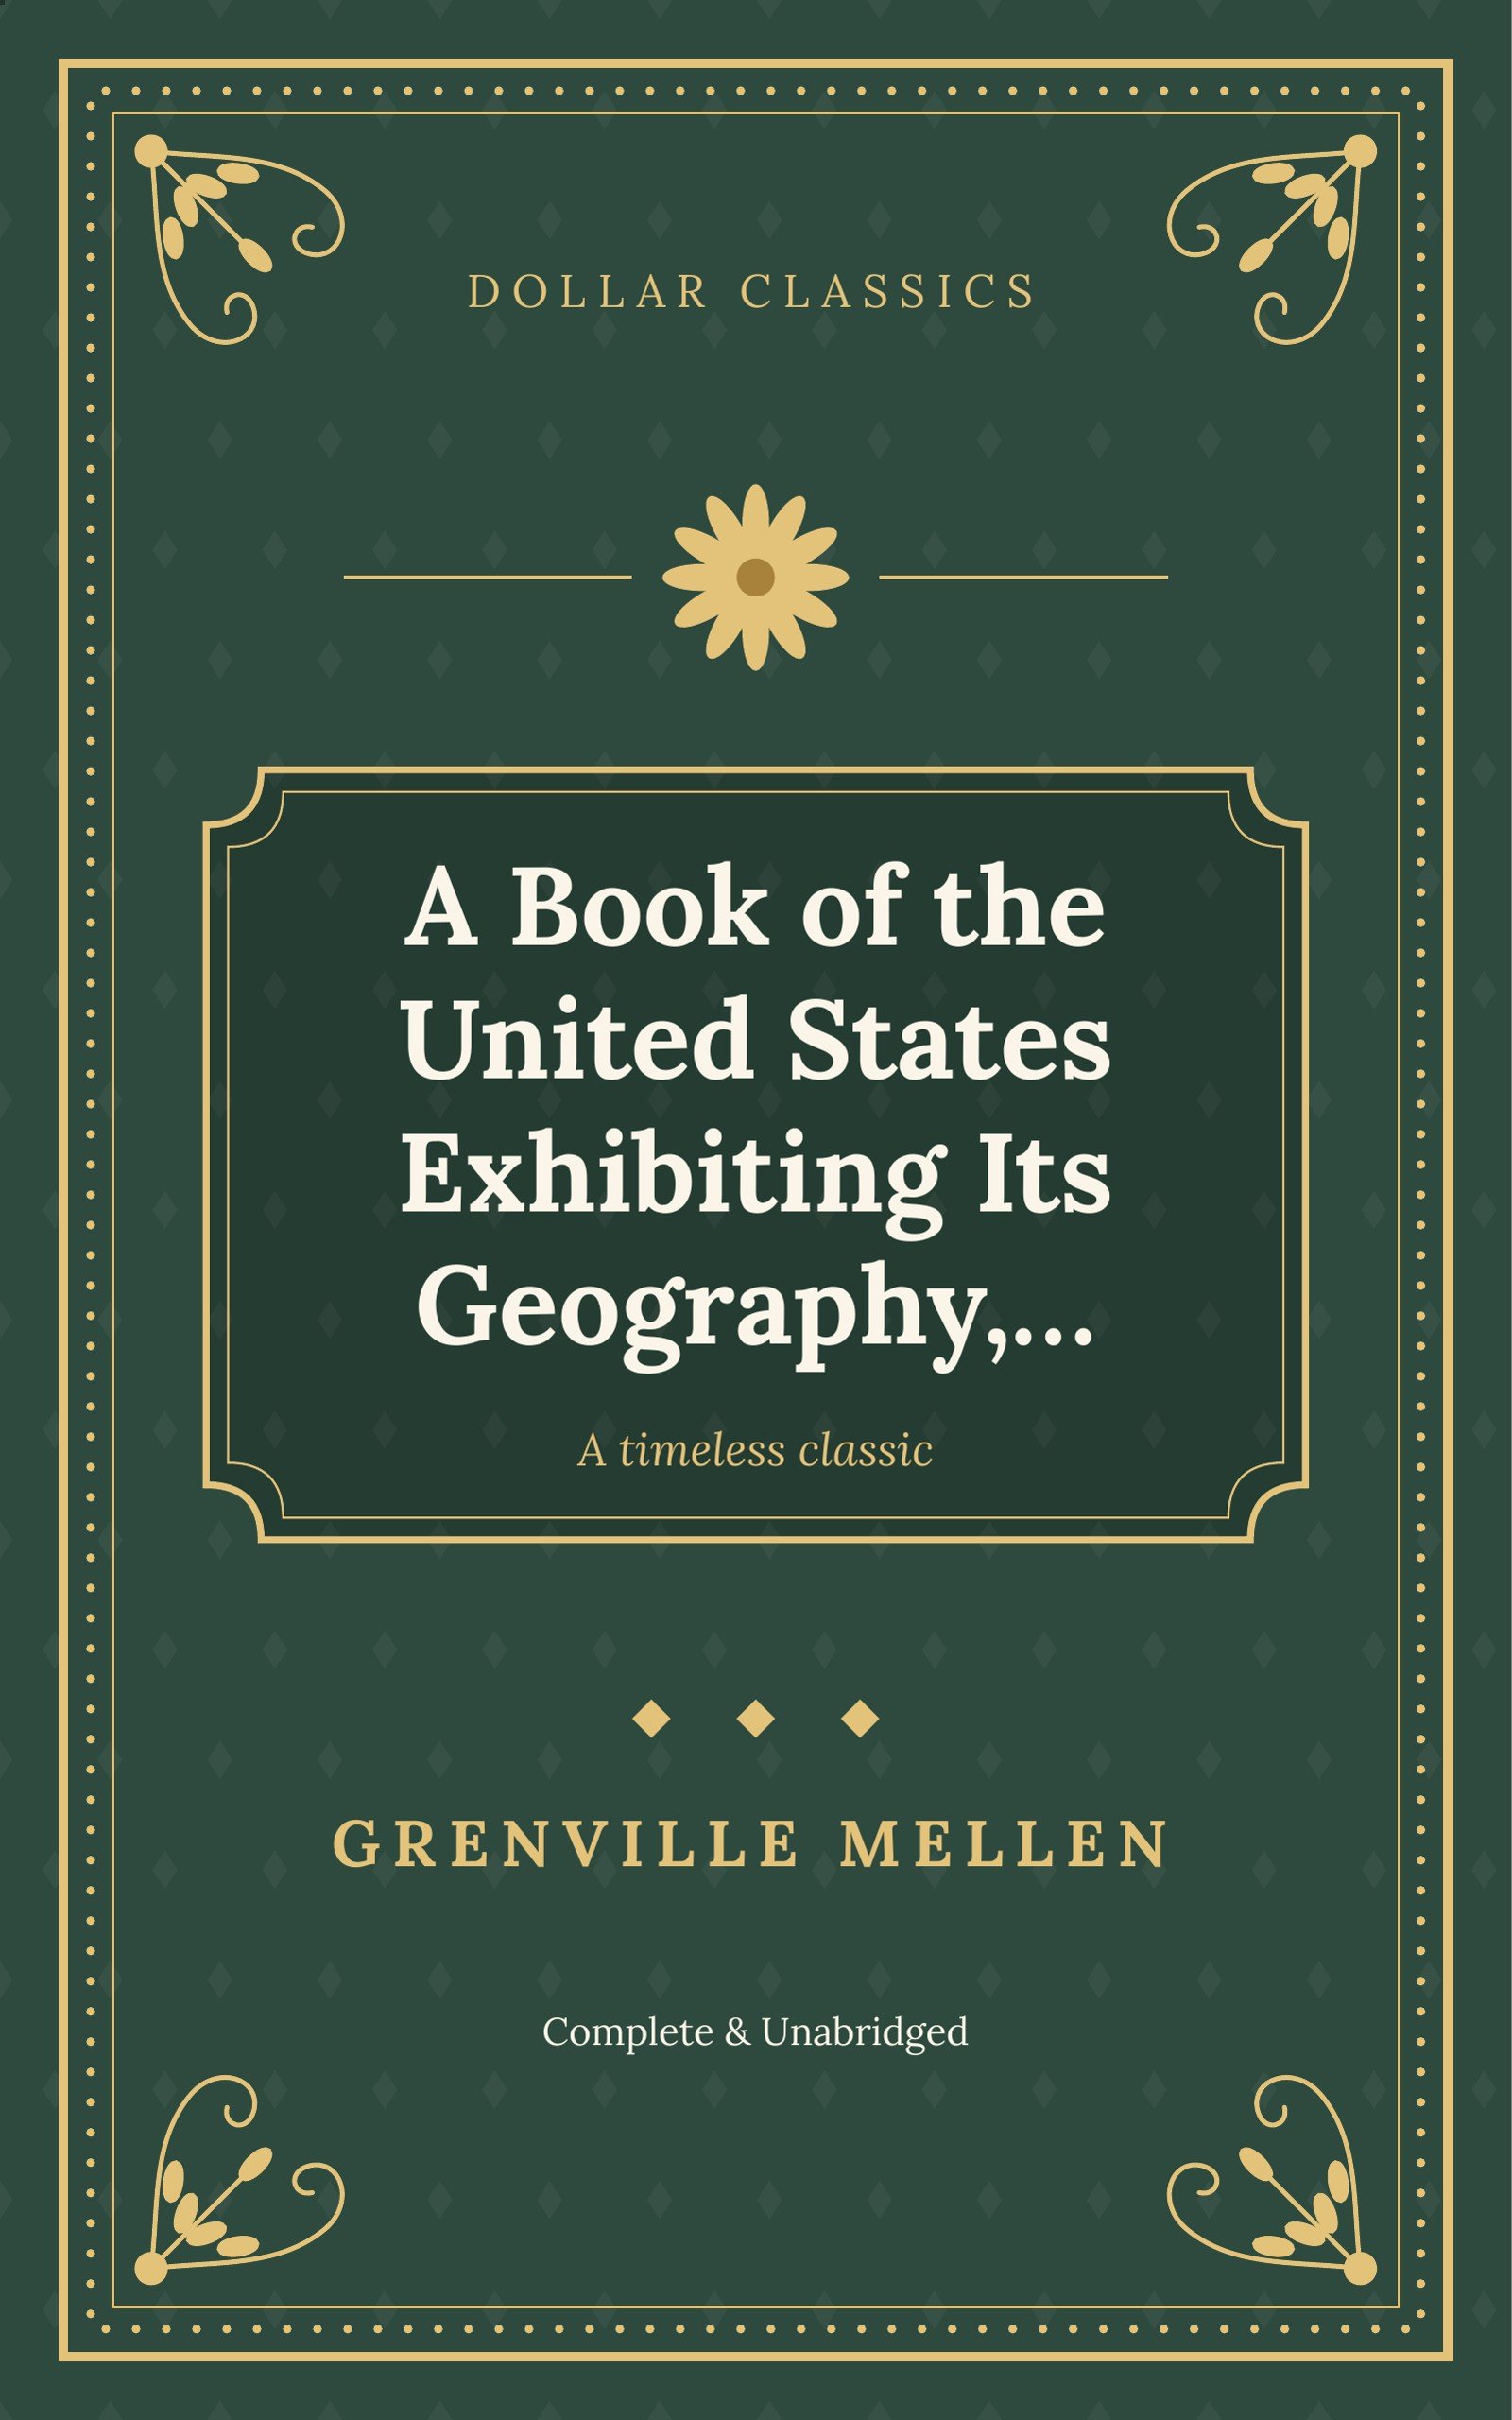 DOLLAR CLASSICS
A Book of the
United States
Exhibiting Its
Geography,...
A timeless classic
GRENVILLE MELLEN
Complete & Unabridged